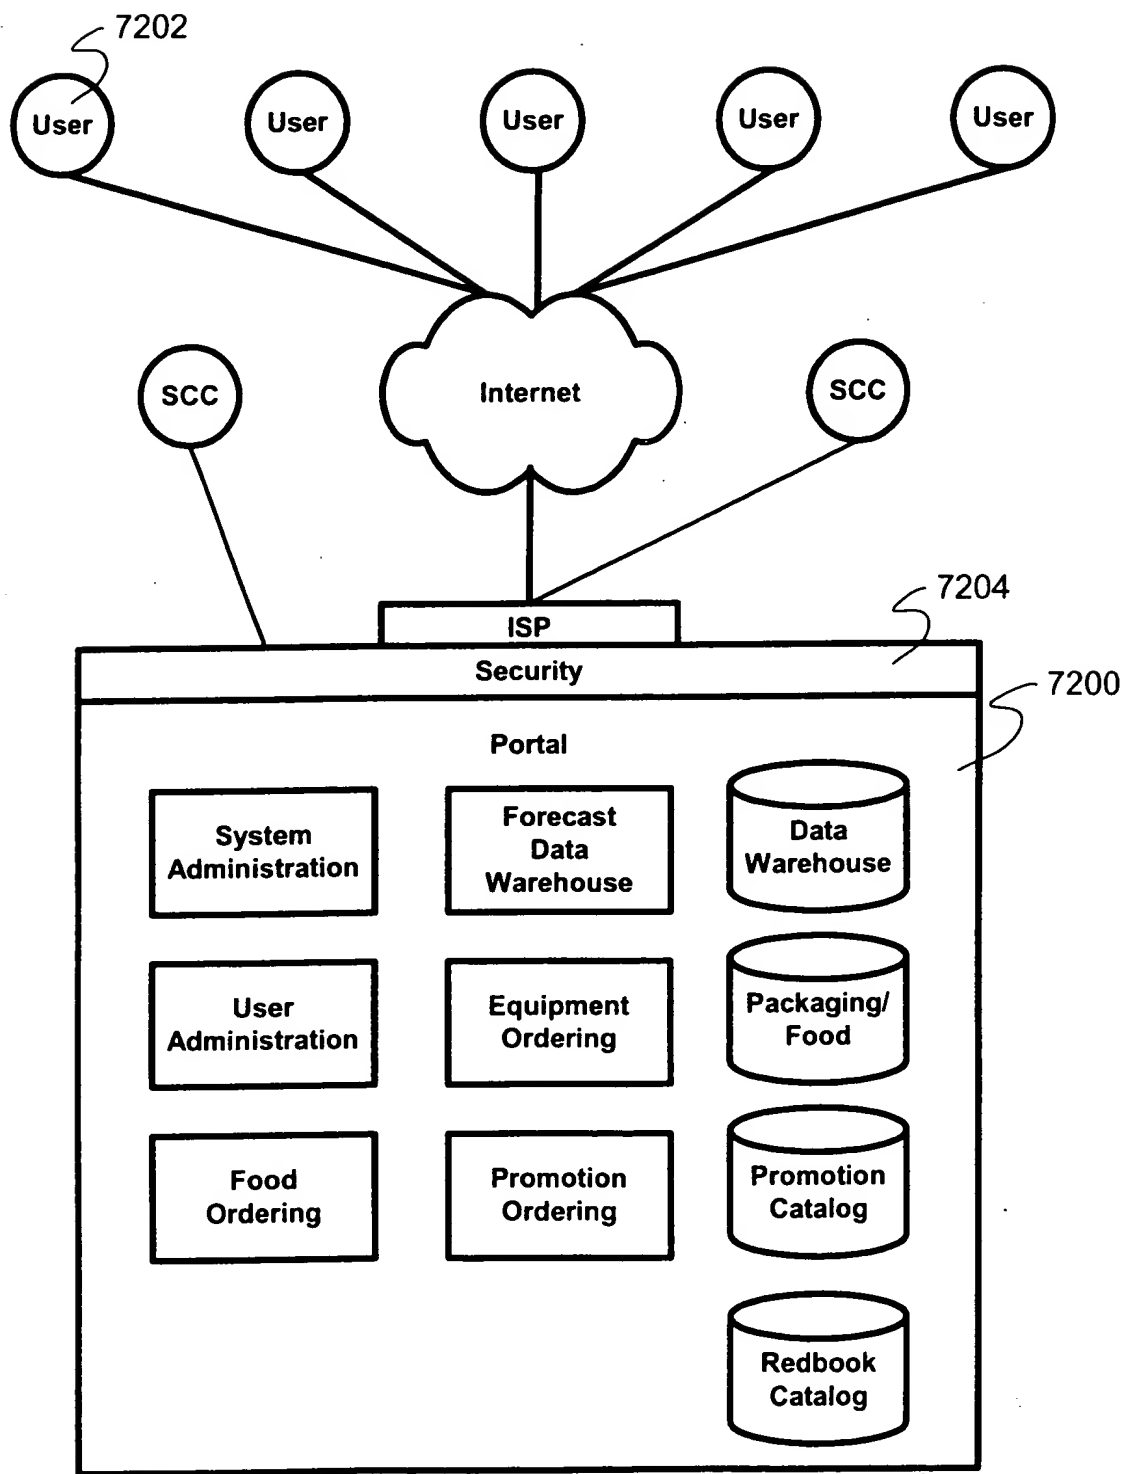 7202
User
User
User
User
User
SCC
Internet
SCC
7204
ISP
Security
7200
Portal
System
Administration
Forecast
Data
Warehouse
Data
Warehouse
User
Administration
Equipment
Ordering
Packaging/
Food
Food
Ordering
Promotion
Ordering
Promotion
Catalog
Redbook
Catalog